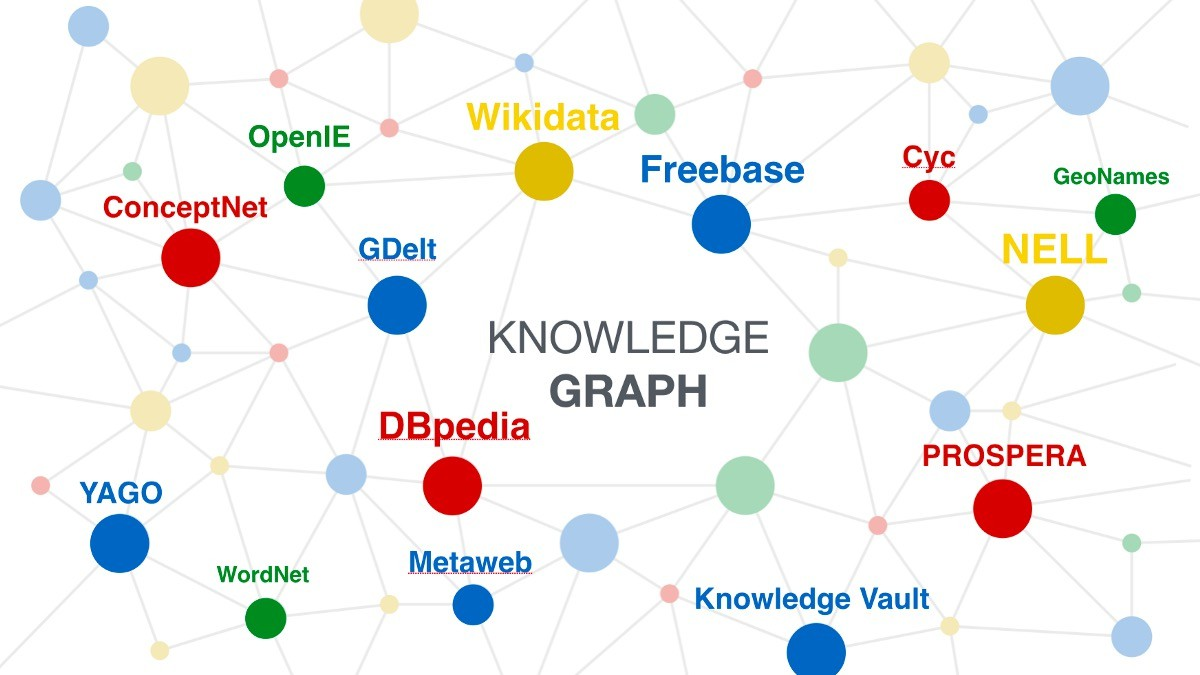 Wikidata
OpenIE
Freebase
Cyc
GeoNames
ConceptNet
GDelt
NELL
KNOWLEDGE
GRAPH
DBpedia
PROSPERA
YAGO
Metaweb
WordNet
Knowledge Vault